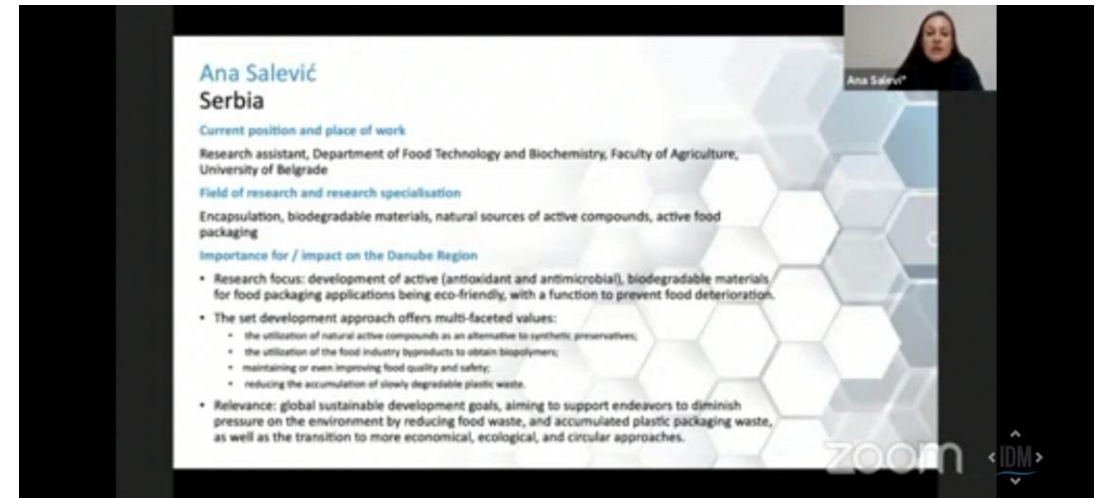 Ana Salević
Serbia
Current position and place of work
Research assistant, Department of Food Technology and Biochemistry, Faculty of Agriculture,
University of Belgrade
Field of research and research specialisation
Encapsulation, biodegradable materials, natural sources of active compounds, active food
packaging
Importance for / impact on the Danube Region
• Research focus: development of active (antioxidant and antimicrobial), biodegradable materials
for food packaging applications being eco-friendly, with a function to prevent food deterioration.
• The set development approach offers multi-faceted values:
• the utilization of natural active compounds as an alternative to synthetic preservatives;
• the utilization of the food industry byproducts to obtain biopolymers;
• maintaining or even improving food quality and safety;
• reducing the accumulation of slowly degradable plastic waste.
• Relevance: global sustainable development goals, aiming to support endeavors to diminish
pressure on the environment by reducing food waste, and accumulated plastic packaging waste,
as well as the transition to more economical, ecological, and circular approaches.
Ana Salevi*
zoom
IDM